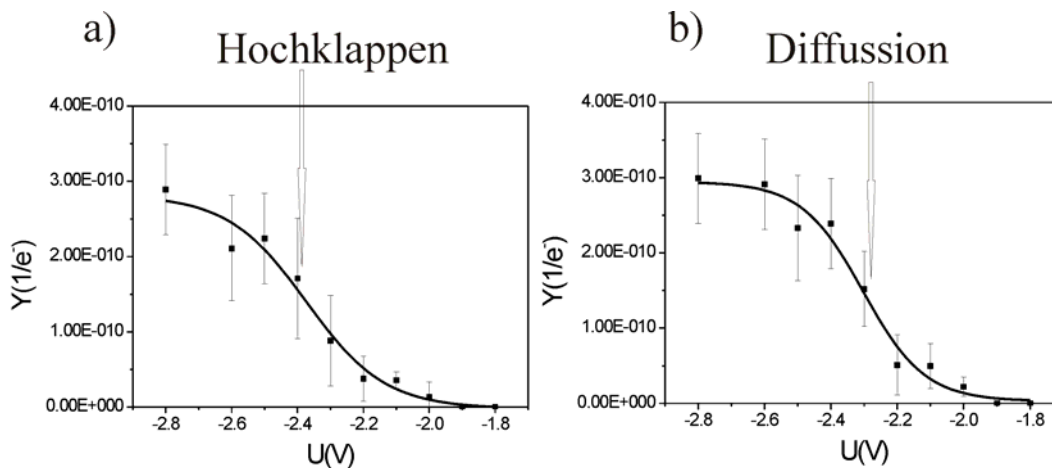 a)
Hochklappen
4.00E-010
3.00E-010
2.00E-010
1.00E-010
0.00E+000
Y(1/e⁻)
-2.8 -2.6 -2.4 -2.2 -2.0 -1.8
U(V)
b)
Diffussion
4.00E-010
3.00E-010
2.00E-010
1.00E-010
0.00E+000
Y(1/e⁻)
-2.8 -2.6 -2.4 -2.2 -2.0 -1.8
U(V)